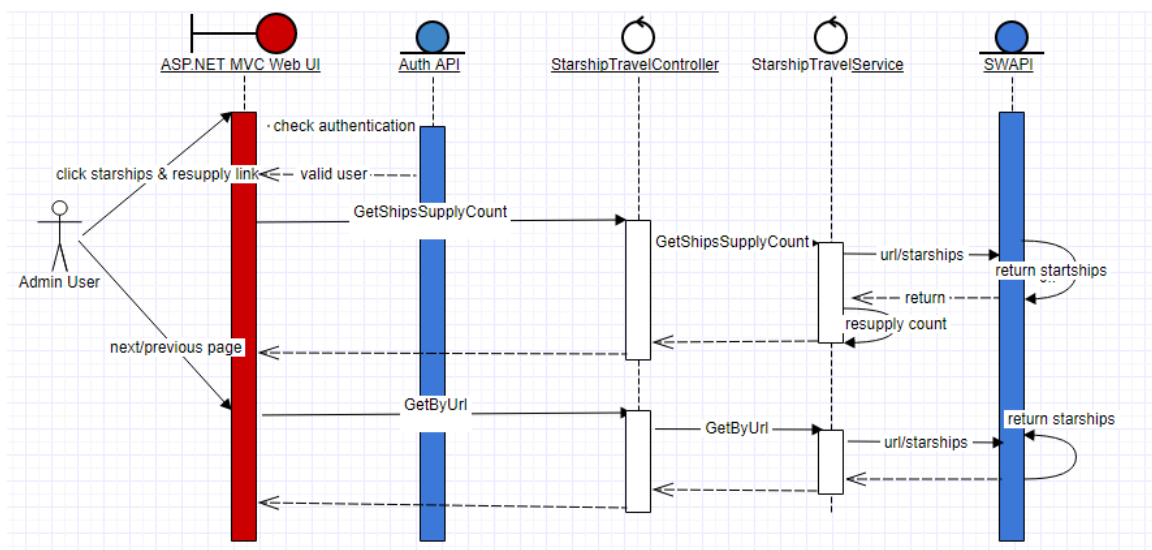 ASP.NET MVC Web UI
Auth API
StarshipTravelController
StarshipTravelService
SWAPI
check authentication
click starships & resupply link
valid user
GetShipsSupplyCount
GetShipsSupplyCount
url/starships
return startships
Admin User
return
resupply count
next/previous page
GetByUrl
GetByUrl
url/starships
return starships